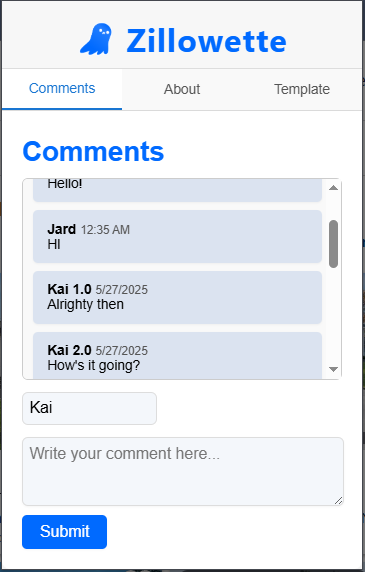 Zillowette
Comments About Template
Comments
Hello!
Jard 12:35 AM
HI
Kai 1.0 5/27/2025
Alrighty then
Kai 2.0 5/27/2025
How's it going?
Kai
Write your comment here...
Submit